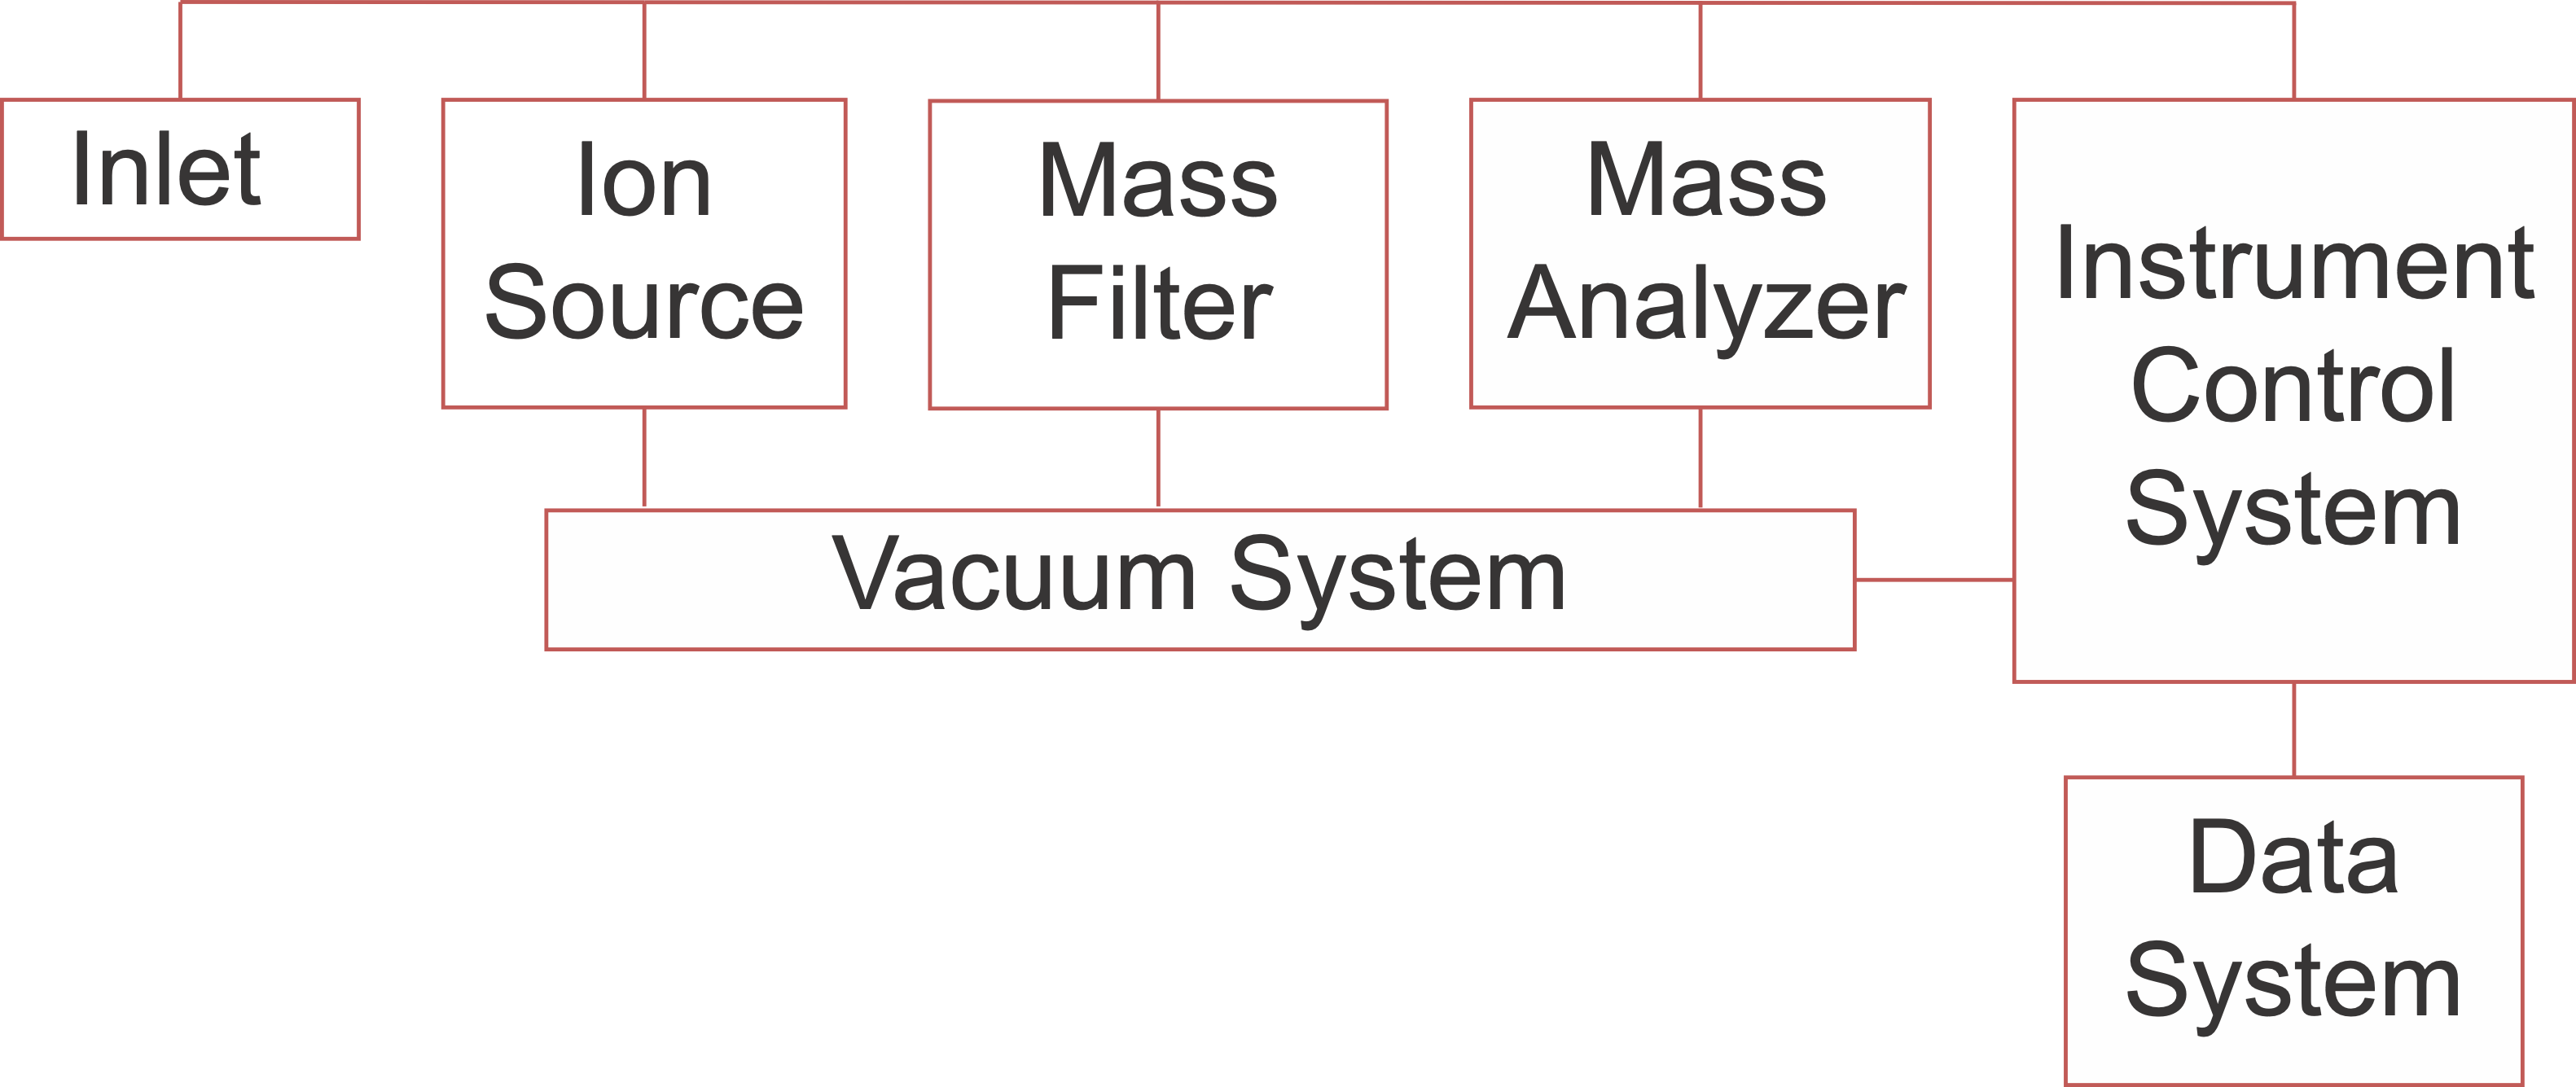 Inlet
Ion
Source
Mass
Filter
Mass
Analyzer
Instrument
Control
System
Vacuum System
Data
System